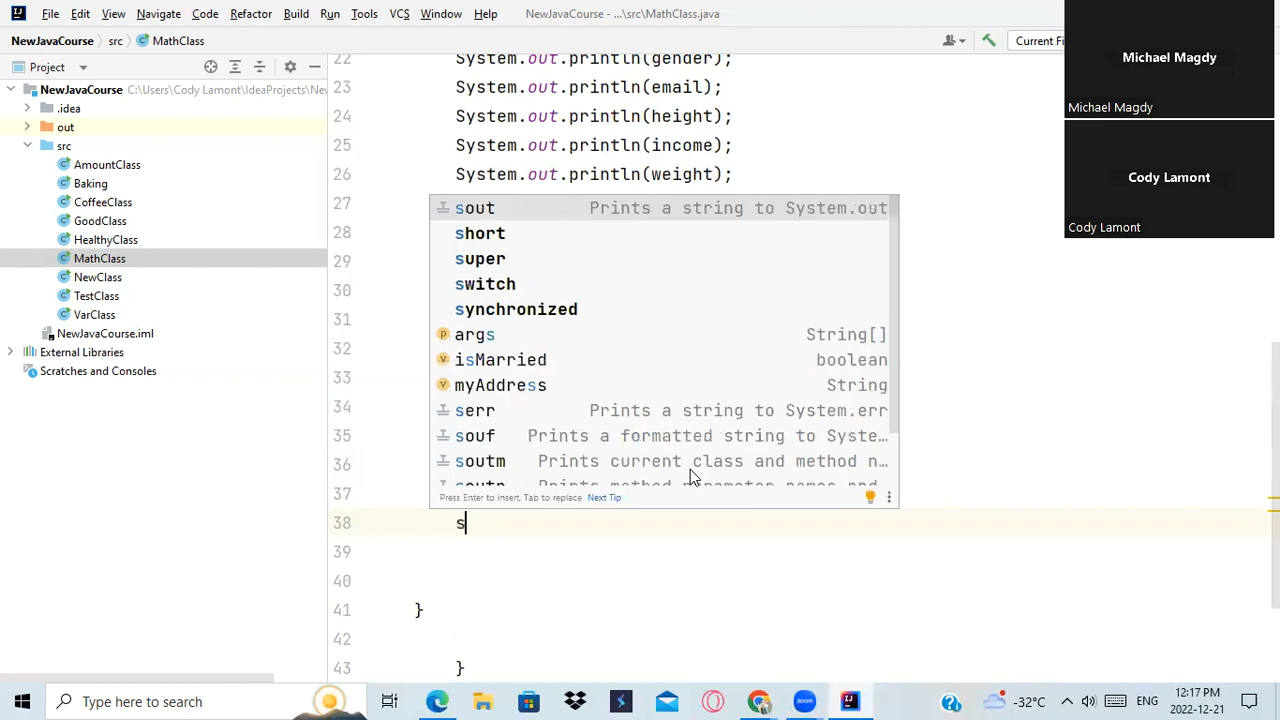 File Edit View Navigate Code Refactor Build Run Tools VCS Window Help NewJavaCourse - ...\src\MathClass.java
NewJavaCourse src MathClass Current Fi
Project
NewJavaCourse C:\Users\Cody Lamont\IdeaProjects\Nev
.idea
out
src
AmountClass
Baking
CoffeeClass
GoodClass
HealthyClass
MathClass
NewClass
TestClass
VarClass
NewJavaCourse.iml
External Libraries
Scratches and Consoles
22 System.out.println(gender);
23 System.out.println(email);
24 System.out.println(height);
25 System.out.println(income);
26 System.out.println(weight);
27
28
29
30
31
32
33
34
35
36
37
38 s
39
40
41 }
42
43 }
sout Prints a string to System.out
short
super
switch
synchronized
args String[]
isMarried boolean
myAddress String
serr Prints a string to System.err
souf Prints a formatted string to Syste…
soutm Prints current class and method n…
Press Enter to insert, Tab to replace Next Tip
Michael Magdy
Michael Magdy
Cody Lamont
Cody Lamont
Type here to search
-32°C ENG 12:17 PM
2022-12-21